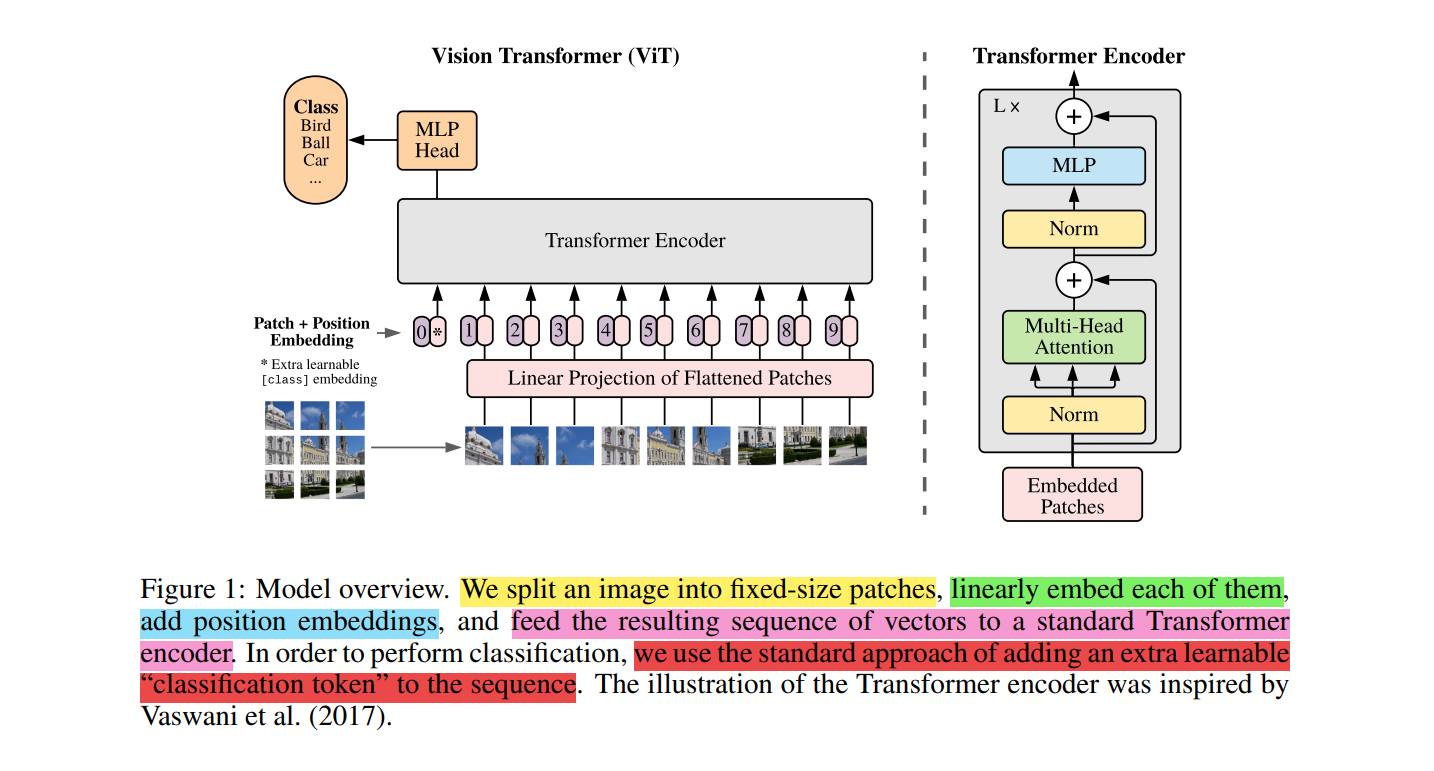 Vision Transformer (ViT)
Class
Bird
Ball
Car
...
MLP
Head
Transformer Encoder
Patch + Position
Embedding
* Extra learnable
[class] embedding
0 *
1
2
3
4
5
6
7
8
9
Linear Projection of Flattened Patches
Transformer Encoder
L ×
+
MLP
Norm
+
Multi-Head
Attention
Norm
Embedded
Patches
Figure 1: Model overview. We split an image into fixed-size patches, linearly embed each of them,
add position embeddings, and feed the resulting sequence of vectors to a standard Transformer
encoder. In order to perform classification, we use the standard approach of adding an extra learnable
“classification token” to the sequence. The illustration of the Transformer encoder was inspired by
Vaswani et al. (2017).